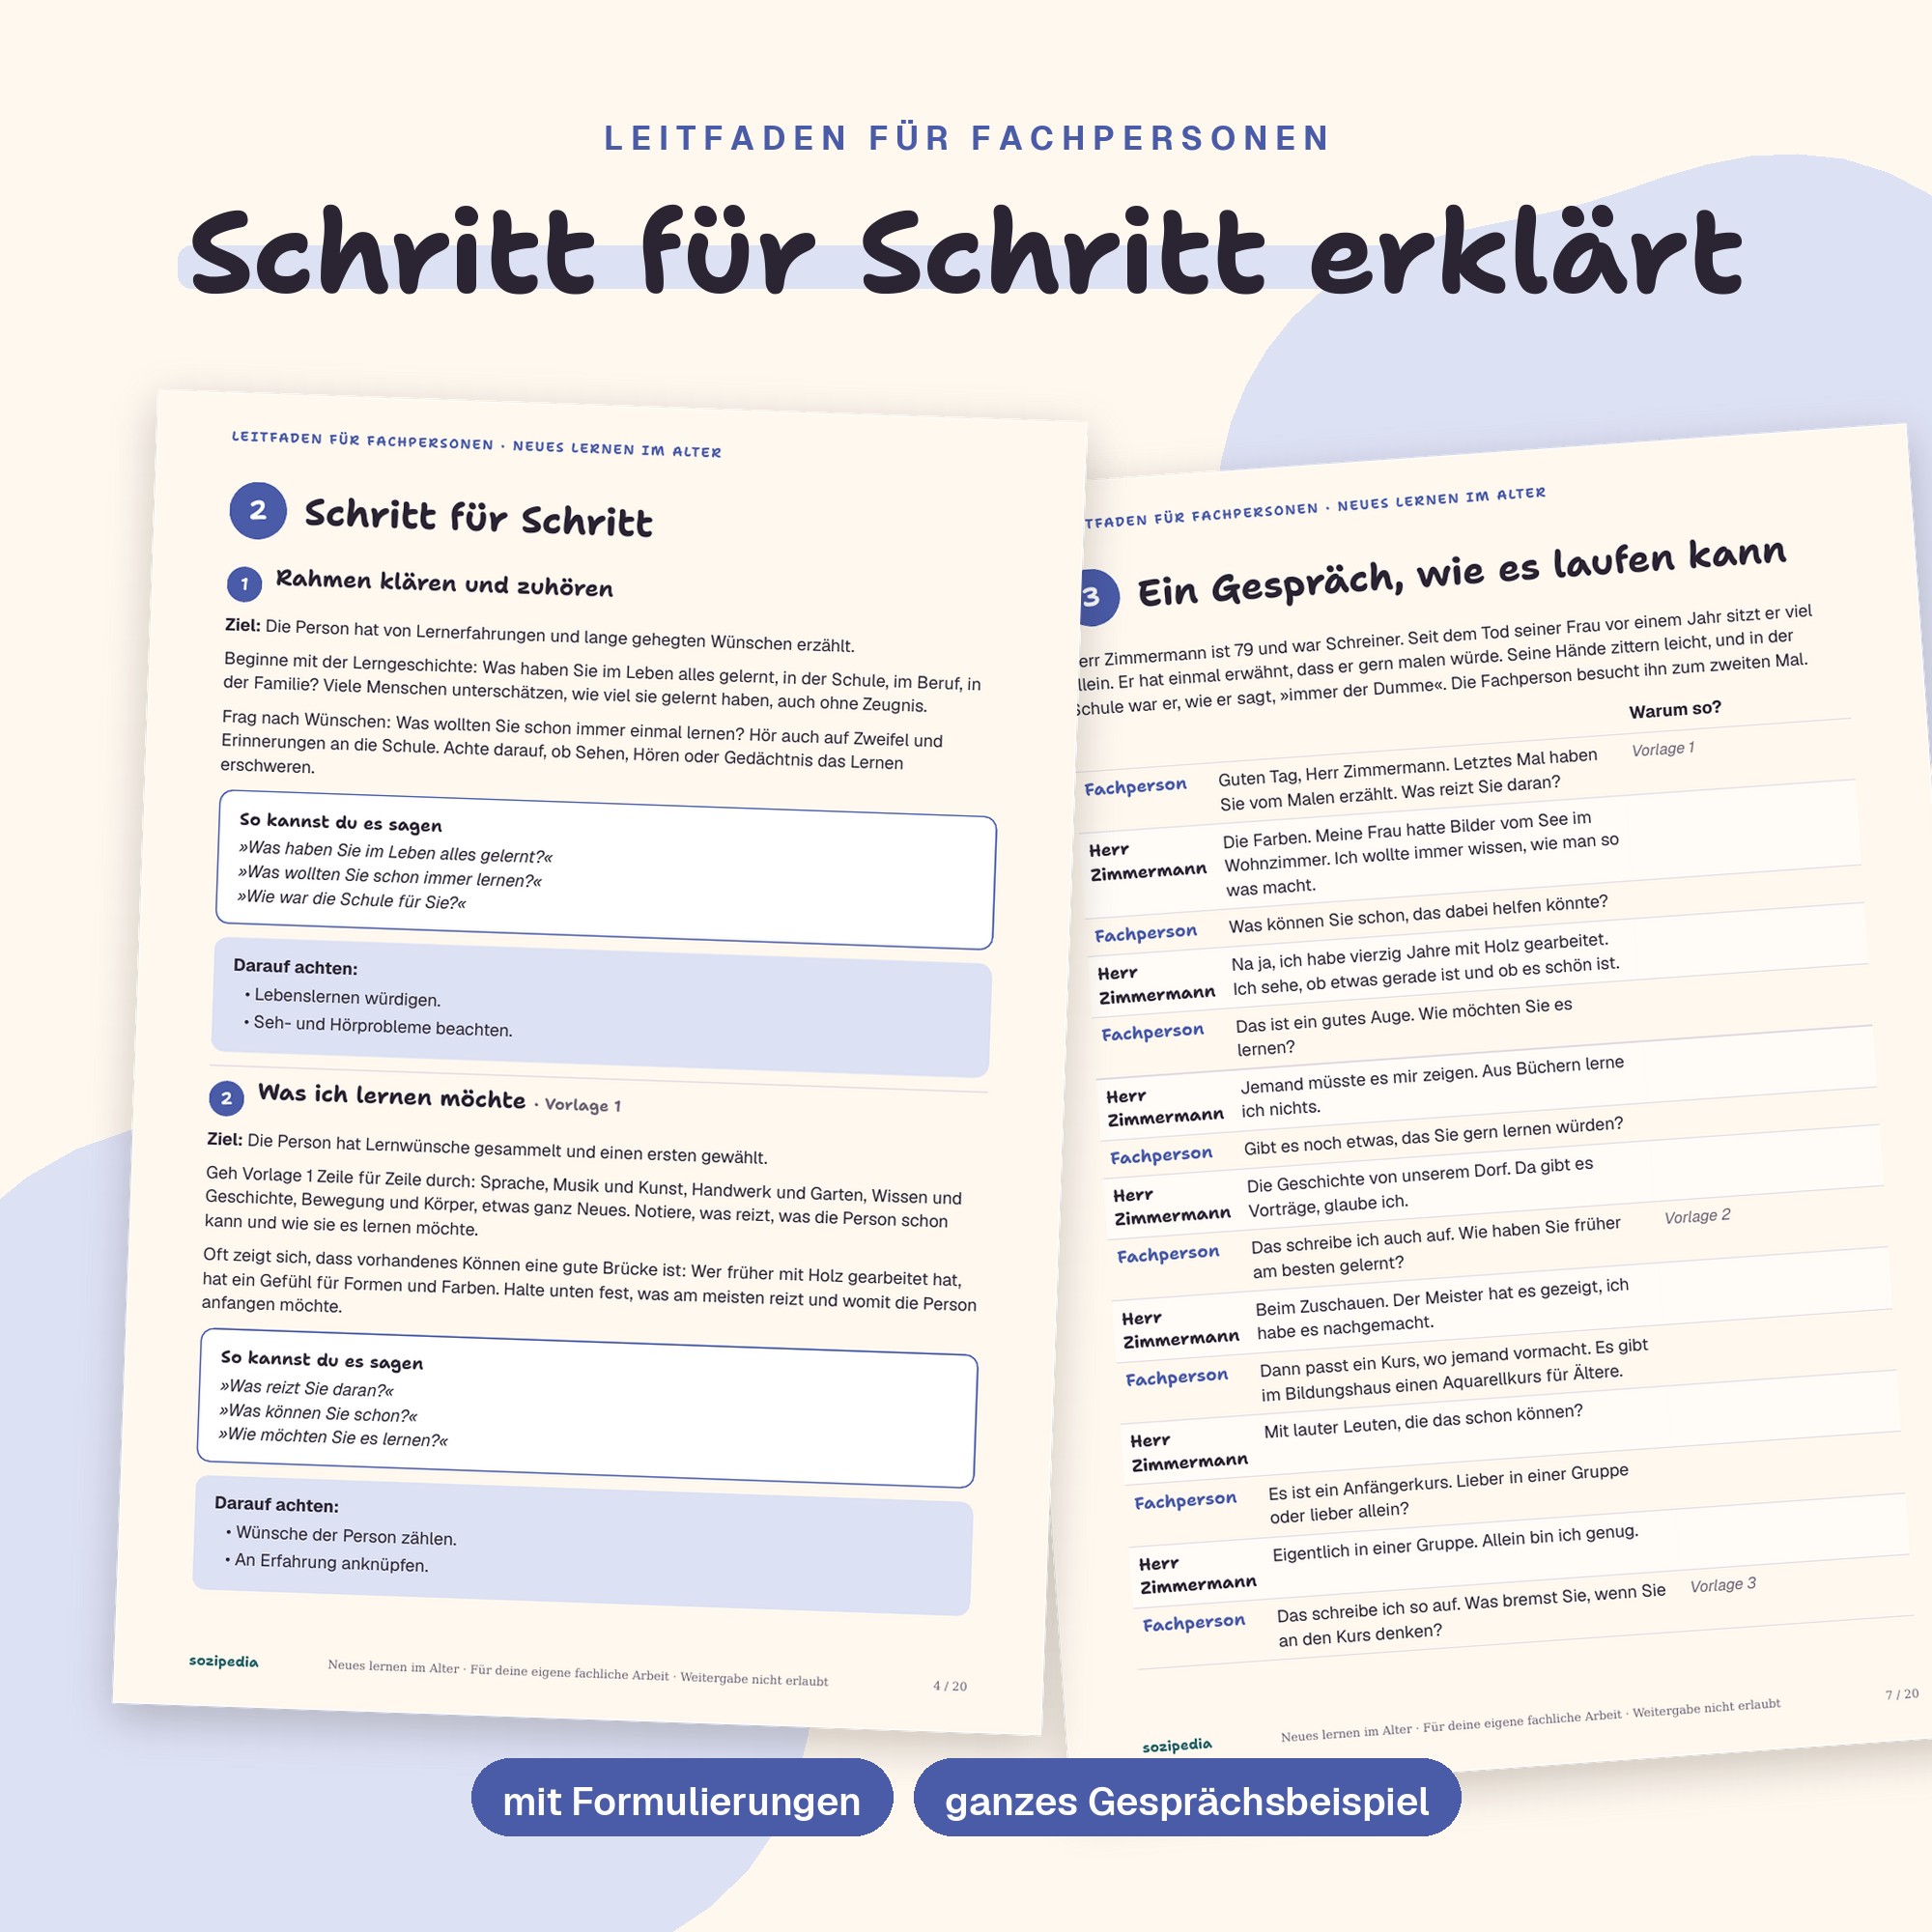 LEITFADEN FÜR FACHPERSONEN
Schritt für Schritt erklärt
LEITFADEN FÜR FACHPERSONEN · NEUES LERNEN IM ALTER
2 Schritt für Schritt
1 Rahmen klären und zuhören
Ziel: Die Person hat von Lernerfahrungen und lange gehegten Wünschen erzählt.
Beginne mit der Lerngeschichte: Was haben Sie im Leben alles gelernt, in der Schule, im Beruf, in
der Familie? Viele Menschen unterschätzen, wie viel sie gelernt haben, auch ohne Zeugnis.
Frag nach Wünschen: Was wollten Sie schon immer einmal lernen? Hör auch auf Zweifel und
Erinnerungen an die Schule. Achte darauf, ob Sehen, Hören oder Gedächtnis das Lernen
erschweren.
So kannst du es sagen
»Was haben Sie im Leben alles gelernt?«
»Was wollten Sie schon immer lernen?«
»Wie war die Schule für Sie?«
Darauf achten:
• Lebenslernen würdigen.
• Seh- und Hörprobleme beachten.
2 Was ich lernen möchte · Vorlage 1
Ziel: Die Person hat Lernwünsche gesammelt und einen ersten gewählt.
Geh Vorlage 1 Zeile für Zeile durch: Sprache, Musik und Kunst, Handwerk und Garten, Wissen und
Geschichte, Bewegung und Körper, etwas ganz Neues. Notiere, was reizt, was die Person schon
kann und wie sie es lernen möchte.
Oft zeigt sich, dass vorhandenes Können eine gute Brücke ist: Wer früher mit Holz gearbeitet hat,
hat ein Gefühl für Formen und Farben. Halte unten fest, was am meisten reizt und womit die Person
anfangen möchte.
So kannst du es sagen
»Was reizt Sie daran?«
»Was können Sie schon?«
»Wie möchten Sie es lernen?«
Darauf achten:
• Wünsche der Person zählen.
• An Erfahrung anknüpfen.
sozipedia Neues lernen im Alter · Für deine eigene fachliche Arbeit · Weitergabe nicht erlaubt 4 / 20
TFADEN FÜR FACHPERSONEN · NEUES LERNEN IM ALTER
3 Ein Gespräch, wie es laufen kann
err Zimmermann ist 79 und war Schreiner. Seit dem Tod seiner Frau vor einem Jahr sitzt er viel
llein. Er hat einmal erwähnt, dass er gern malen würde. Seine Hände zittern leicht, und in der
Schule war er, wie er sagt, »immer der Dumme«. Die Fachperson besucht ihn zum zweiten Mal.
Warum so?
Fachperson Guten Tag, Herr Zimmermann. Letztes Mal haben Vorlage 1
Sie vom Malen erzählt. Was reizt Sie daran?
Herr Die Farben. Meine Frau hatte Bilder vom See im
Zimmermann Wohnzimmer. Ich wollte immer wissen, wie man so
was macht.
Fachperson Was können Sie schon, das dabei helfen könnte?
Herr Na ja, ich habe vierzig Jahre mit Holz gearbeitet.
Zimmermann Ich sehe, ob etwas gerade ist und ob es schön ist.
Fachperson Das ist ein gutes Auge. Wie möchten Sie es
lernen?
Herr Jemand müsste es mir zeigen. Aus Büchern lerne
Zimmermann ich nichts.
Fachperson Gibt es noch etwas, das Sie gern lernen würden?
Herr Die Geschichte von unserem Dorf. Da gibt es
Zimmermann Vorträge, glaube ich.
Fachperson Das schreibe ich auch auf. Wie haben Sie früher Vorlage 2
am besten gelernt?
Herr Beim Zuschauen. Der Meister hat es gezeigt, ich
Zimmermann habe es nachgemacht.
Fachperson Dann passt ein Kurs, wo jemand vormacht. Es gibt
im Bildungshaus einen Aquarellkurs für Ältere.
Herr Mit lauter Leuten, die das schon können?
Zimmermann
Fachperson Es ist ein Anfängerkurs. Lieber in einer Gruppe
oder lieber allein?
Herr Eigentlich in einer Gruppe. Allein bin ich genug.
Zimmermann
Fachperson Das schreibe ich so auf. Was bremst Sie, wenn Sie Vorlage 3
an den Kurs denken?
sozipedia Neues lernen im Alter · Für deine eigene fachliche Arbeit · Weitergabe nicht erlaubt 7 / 20
mit Formulierungen
ganzes Gesprächsbeispiel